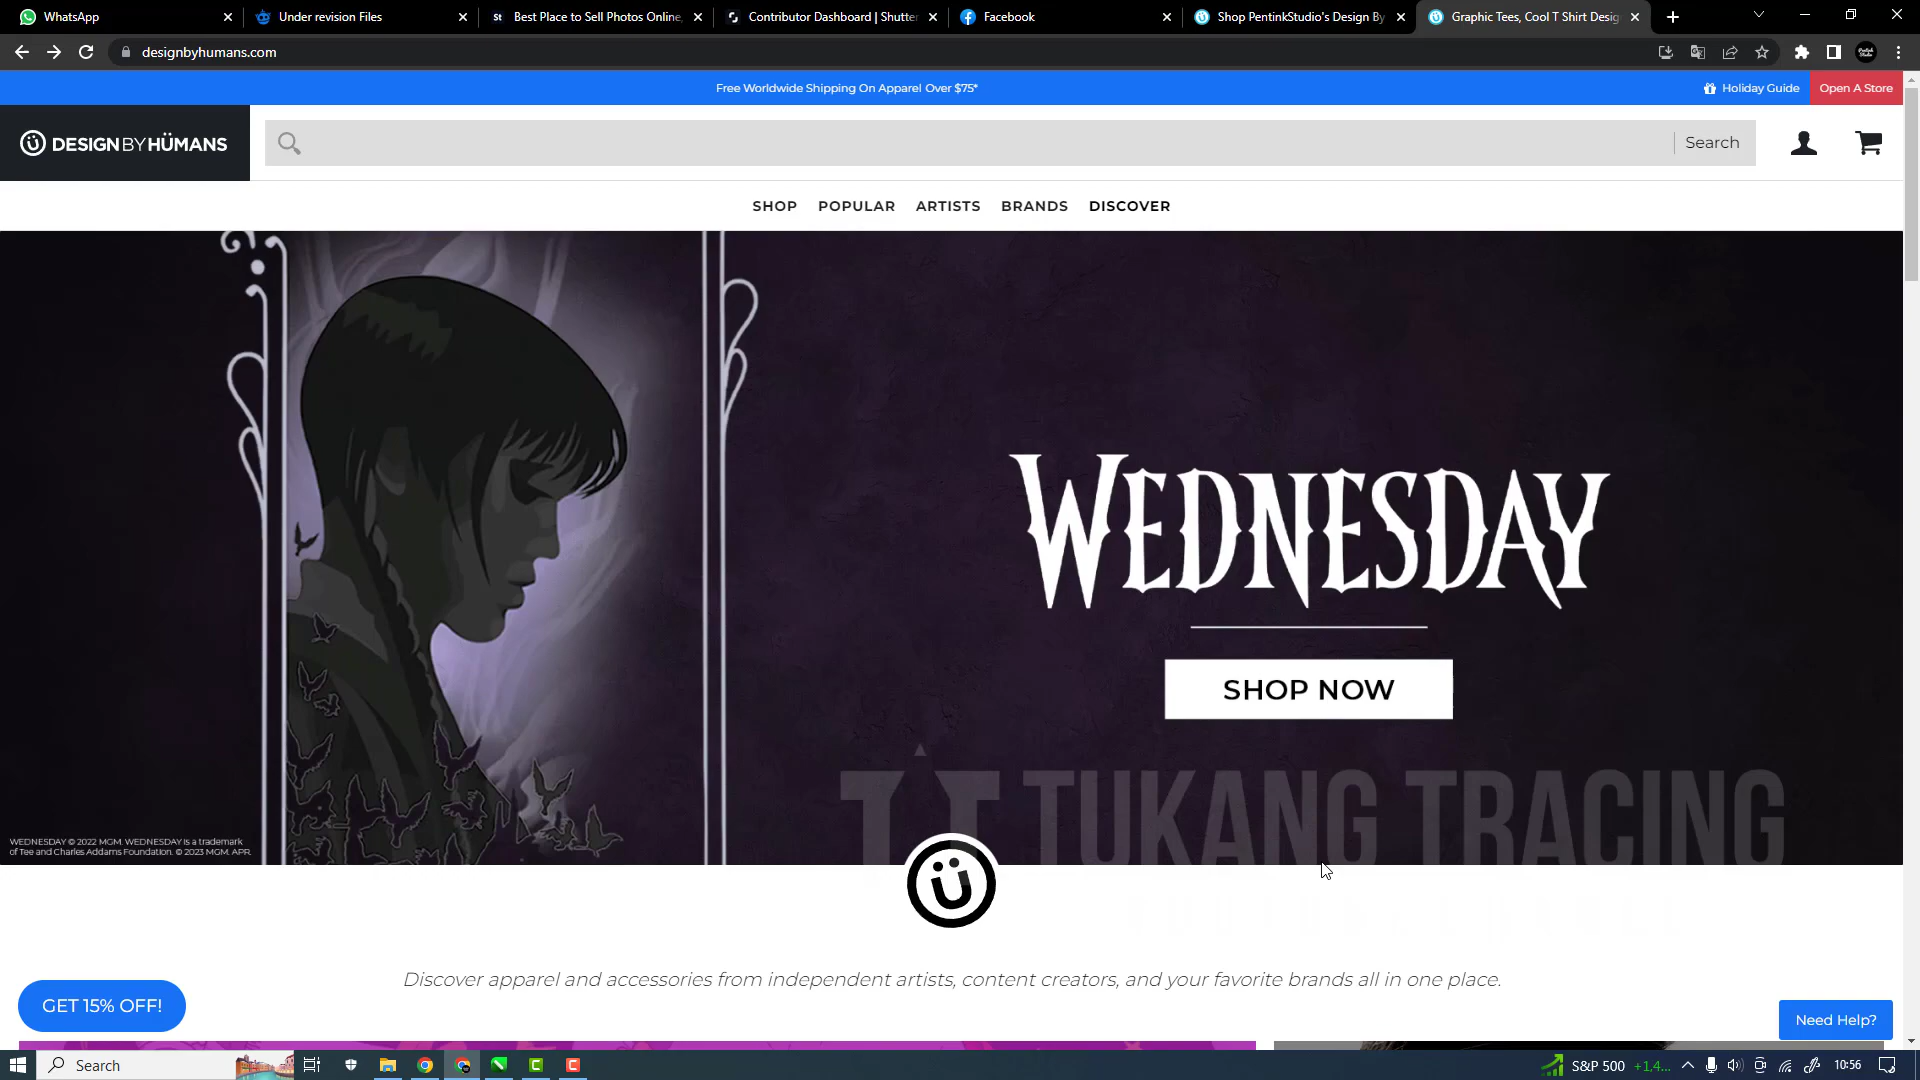 WhatsApp
Under revision Files
Best Place to Sell Photos Online,
Contributor Dashboard | Shutter
Facebook
Shop PentinkStudio's Design By
Graphic Tees, Cool T Shirt Desig
designbyhumans.com
Free Worldwide Shipping On Apparel Over $75*
Holiday Guide
Open A Store
DESIGNBYHÜMANS
Search
SHOP POPULAR ARTISTS BRANDS DISCOVER
WEDNESDAY
SHOP NOW
TUKANG TRACING
WEDNESDAY © 2022 MGM. WEDNESDAY is a trademark
of Tee and Charles Addams Foundation. © 2023 MGM. APR.
Discover apparel and accessories from independent artists, content creators, and your favorite brands all in one place.
GET 15% OFF!
Need Help?
Search
S&P 500 +1,4...
10:56